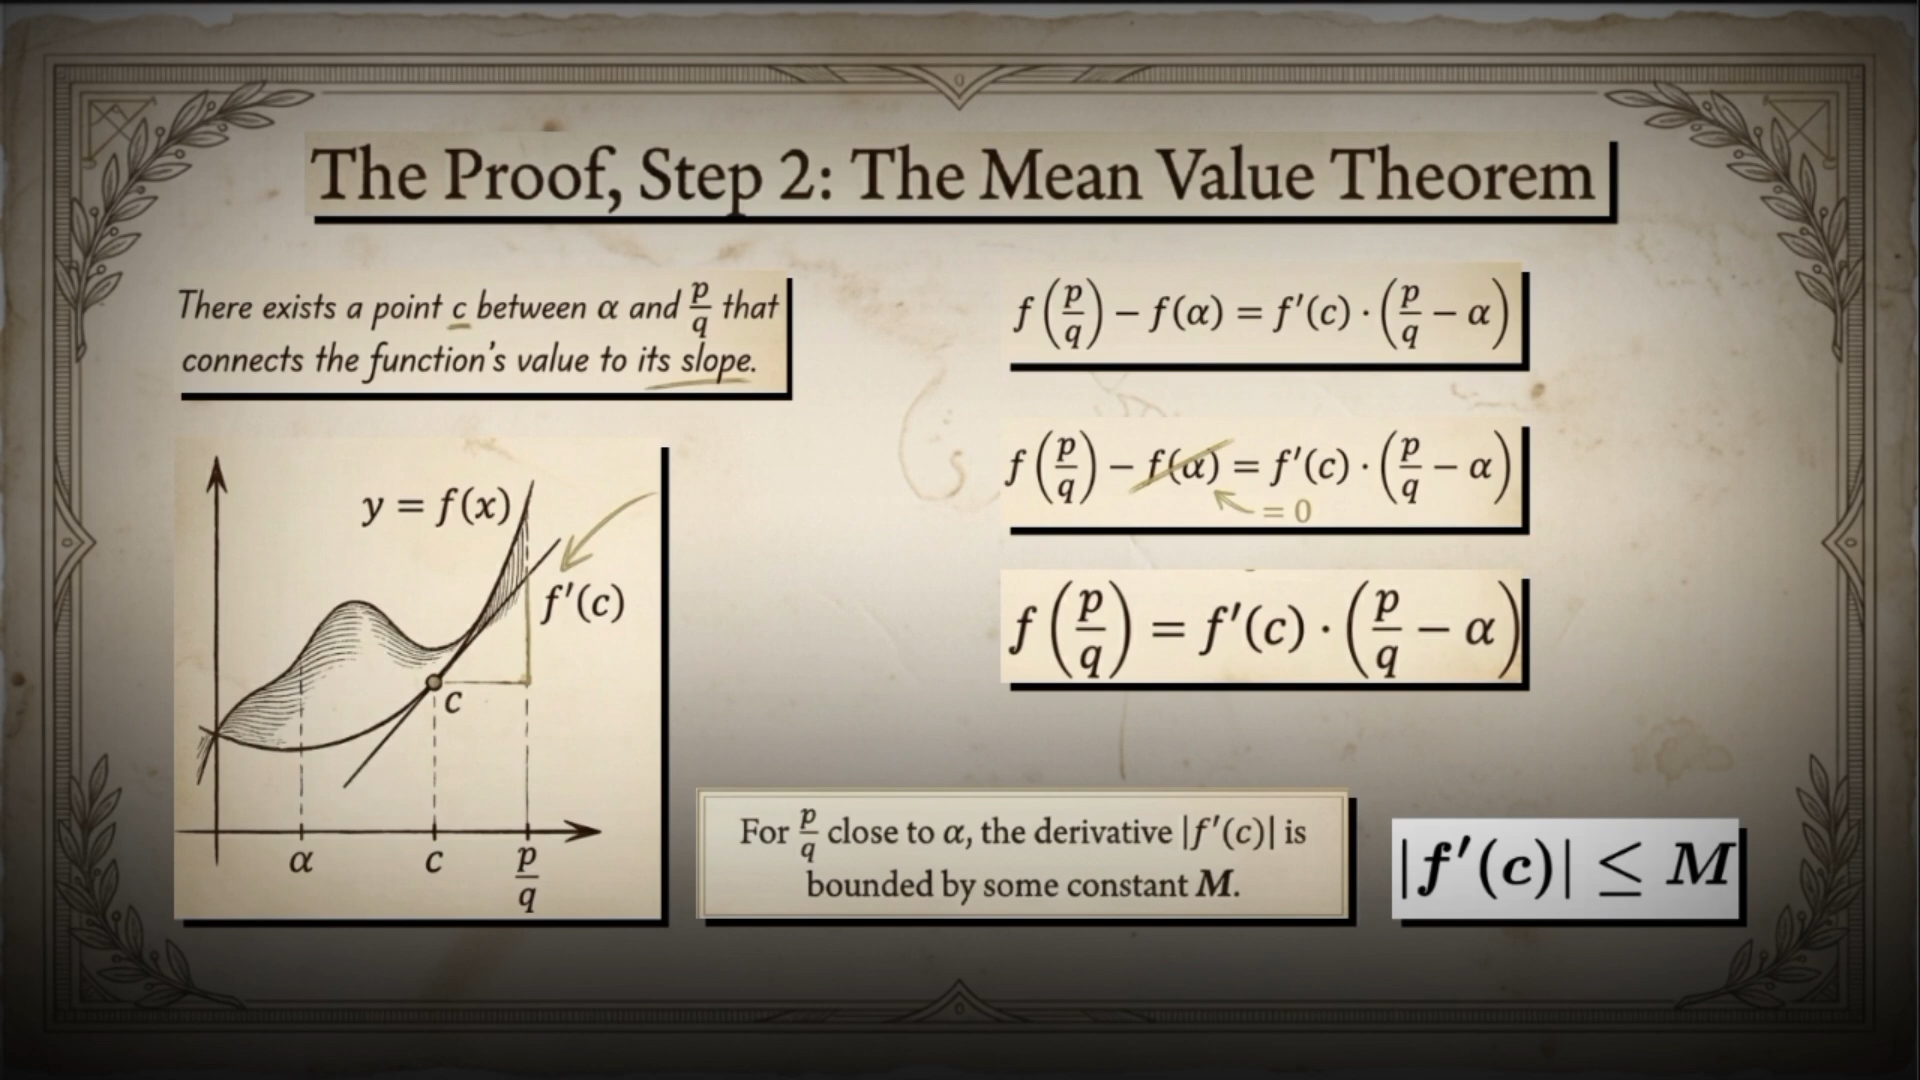 The Proof, Step 2: The Mean Value Theorem
There exists a point c between α and p/q that
connects the function's value to its slope.
f(p/q) − f(α) = f′(c) · (p/q − α)
f(p/q) − f(α) = f′(c) · (p/q − α)
= 0
f(p/q) = f′(c) · (p/q − α)
y = f(x)
f′(c)
c
α c p/q
For p/q close to α, the derivative |f′(c)| is
bounded by some constant M.
|f′(c)| ≤ M